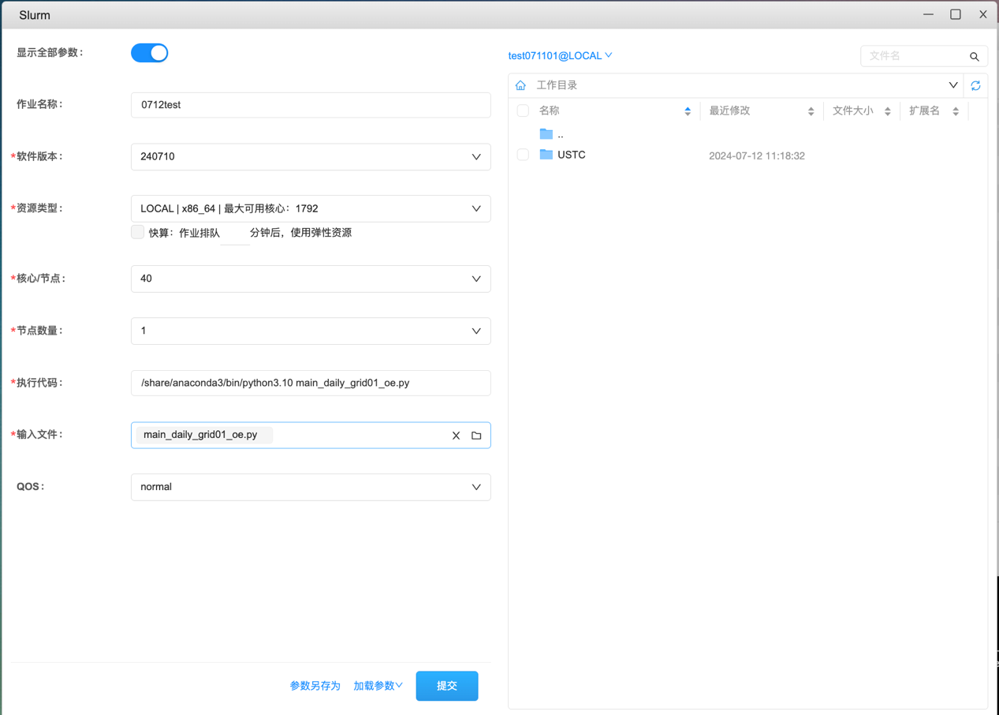 Slurm
显示全部参数：
作业名称：
0712test
*软件版本：
240710
*资源类型：
LOCAL | x86_64 | 最大可用核心：1792
快算：作业排队 分钟后，使用弹性资源
*核心/节点：
40
*节点数量：
1
*执行代码：
/share/anaconda3/bin/python3.10 main_daily_grid01_oe.py
*输入文件：
main_daily_grid01_oe.py
QOS：
normal
参数另存为 加载参数 提交
test071101@LOCAL
文件名
工作目录
名称 最近修改 文件大小 扩展名
..
USTC 2024-07-12 11:18:32